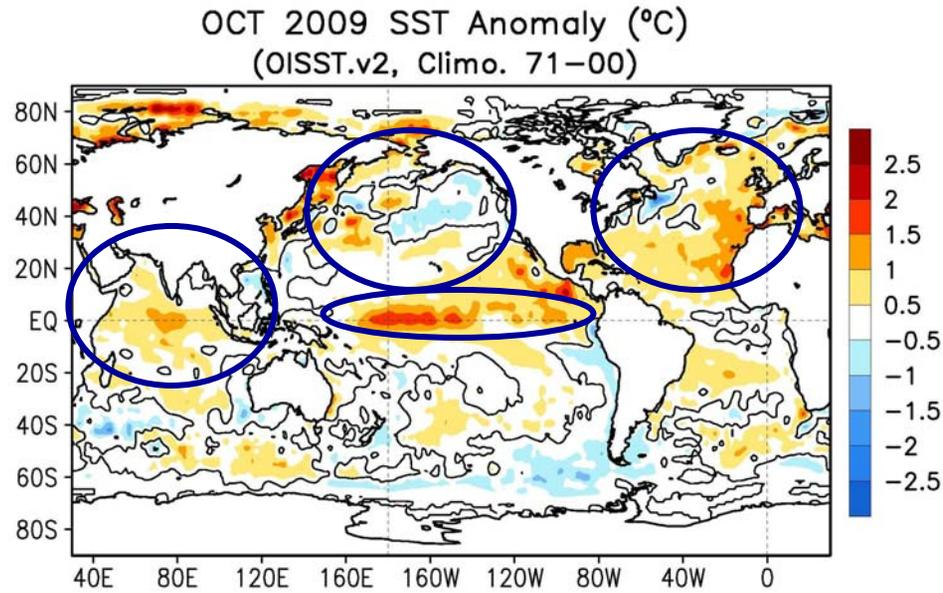 OCT 2009 SST Anomaly (ºC)
(OISST.v2, Climo. 71−00)
80N
60N
40N
20N
EQ
20S
40S
60S
80S
40E 80E 120E 160E 160W 120W 80W 40W 0
2.5
2
1.5
1
0.5
−0.5
−1
−1.5
−2
−2.5